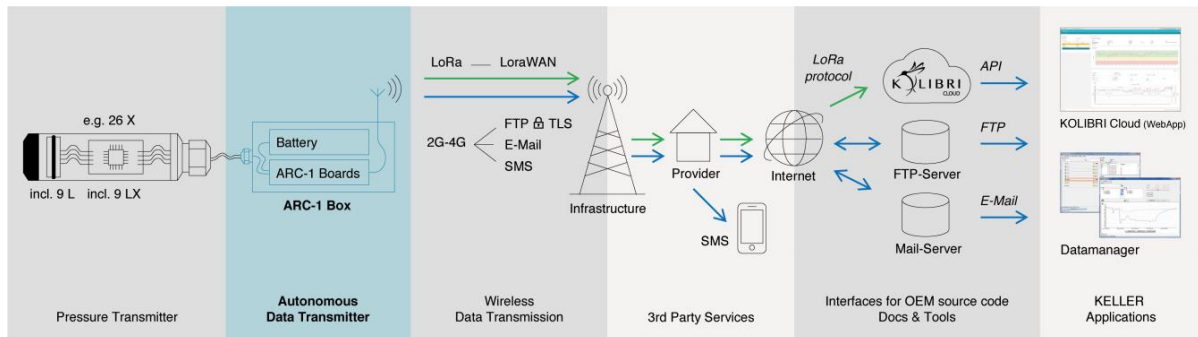 e.g. 26 X
incl. 9 L
incl. 9 LX
Pressure Transmitter
Battery
ARC-1 Boards
ARC-1 Box
Autonomous
Data Transmitter
LoRa
LoraWAN
2G-4G
FTP TLS
E-Mail
SMS
Infrastructure
Wireless
Data Transmission
Provider
Internet
SMS
3rd Party Services
LoRa
protocol
KOLIBRI
CLOUD
FTP-Server
Mail-Server
Interfaces for OEM source code
Docs & Tools
API
FTP
E-Mail
KOLIBRI Cloud (WebApp)
Datamanager
KELLER
Applications